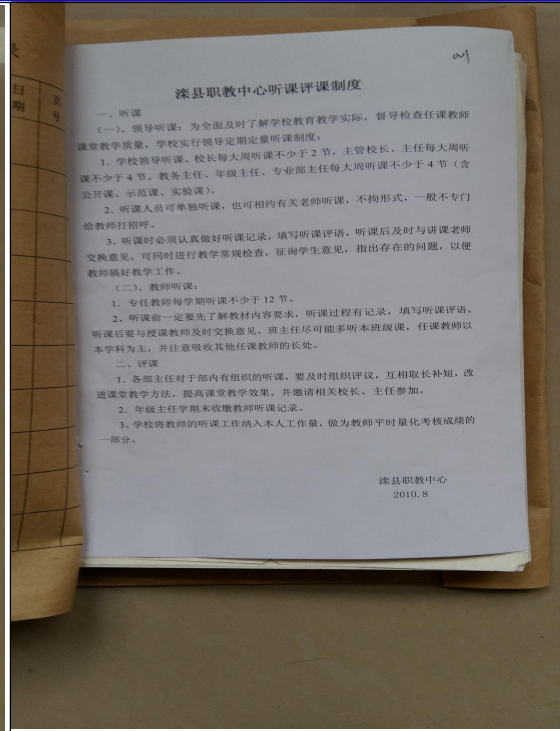 录
日期
页号
滦县职教中心听课评课制度
一、听课
（一）、领导听课：为全面及时了解学校教育教学实际，督导检查任课教师
课堂教学质量，学校实行领导定期定量听课制度：
1、学校领导听课。校长每大周听课不少于 2 节，主管校长、主任每大周听
课不少于 4 节，教务主任、年级主任、专业部主任每大周听课不少于 4 节（含
公开课、示范课、实验课）。
2、听课人员可单独听课，也可相约有关老师听课，不拘形式，一般不专门
给教师打招呼。
3、听课时必须认真做好听课记录，填写听课评语，听课后及时与讲课老师
交换意见，可同时进行教学常规检查，征询学生意见，指出存在的问题，以便
教师搞好教学工作。
（二）、教师听课：
1、专任教师每学期听课不少于 12 节。
2、听课前一定要先了解教材内容要求，听课过程有记录，填写听课评语。
听课后要与授课教师及时交换意见。班主任尽可能多听本班级课，任课教师以
本学科为主，并注意吸收其他任课教师的长处。
二、评课
1、各部主任对于部内有组织的听课，要及时组织评议，互相取长补短，改
进课堂教学方法，提高课堂教学效果。并邀请相关校长、主任参加。
2、年级主任学期末收缴教师听课记录。
3、学校将教师的听课工作纳入本人工作量，做为教师平时量化考核成绩的
一部分。
滦县职教中心
2010.8